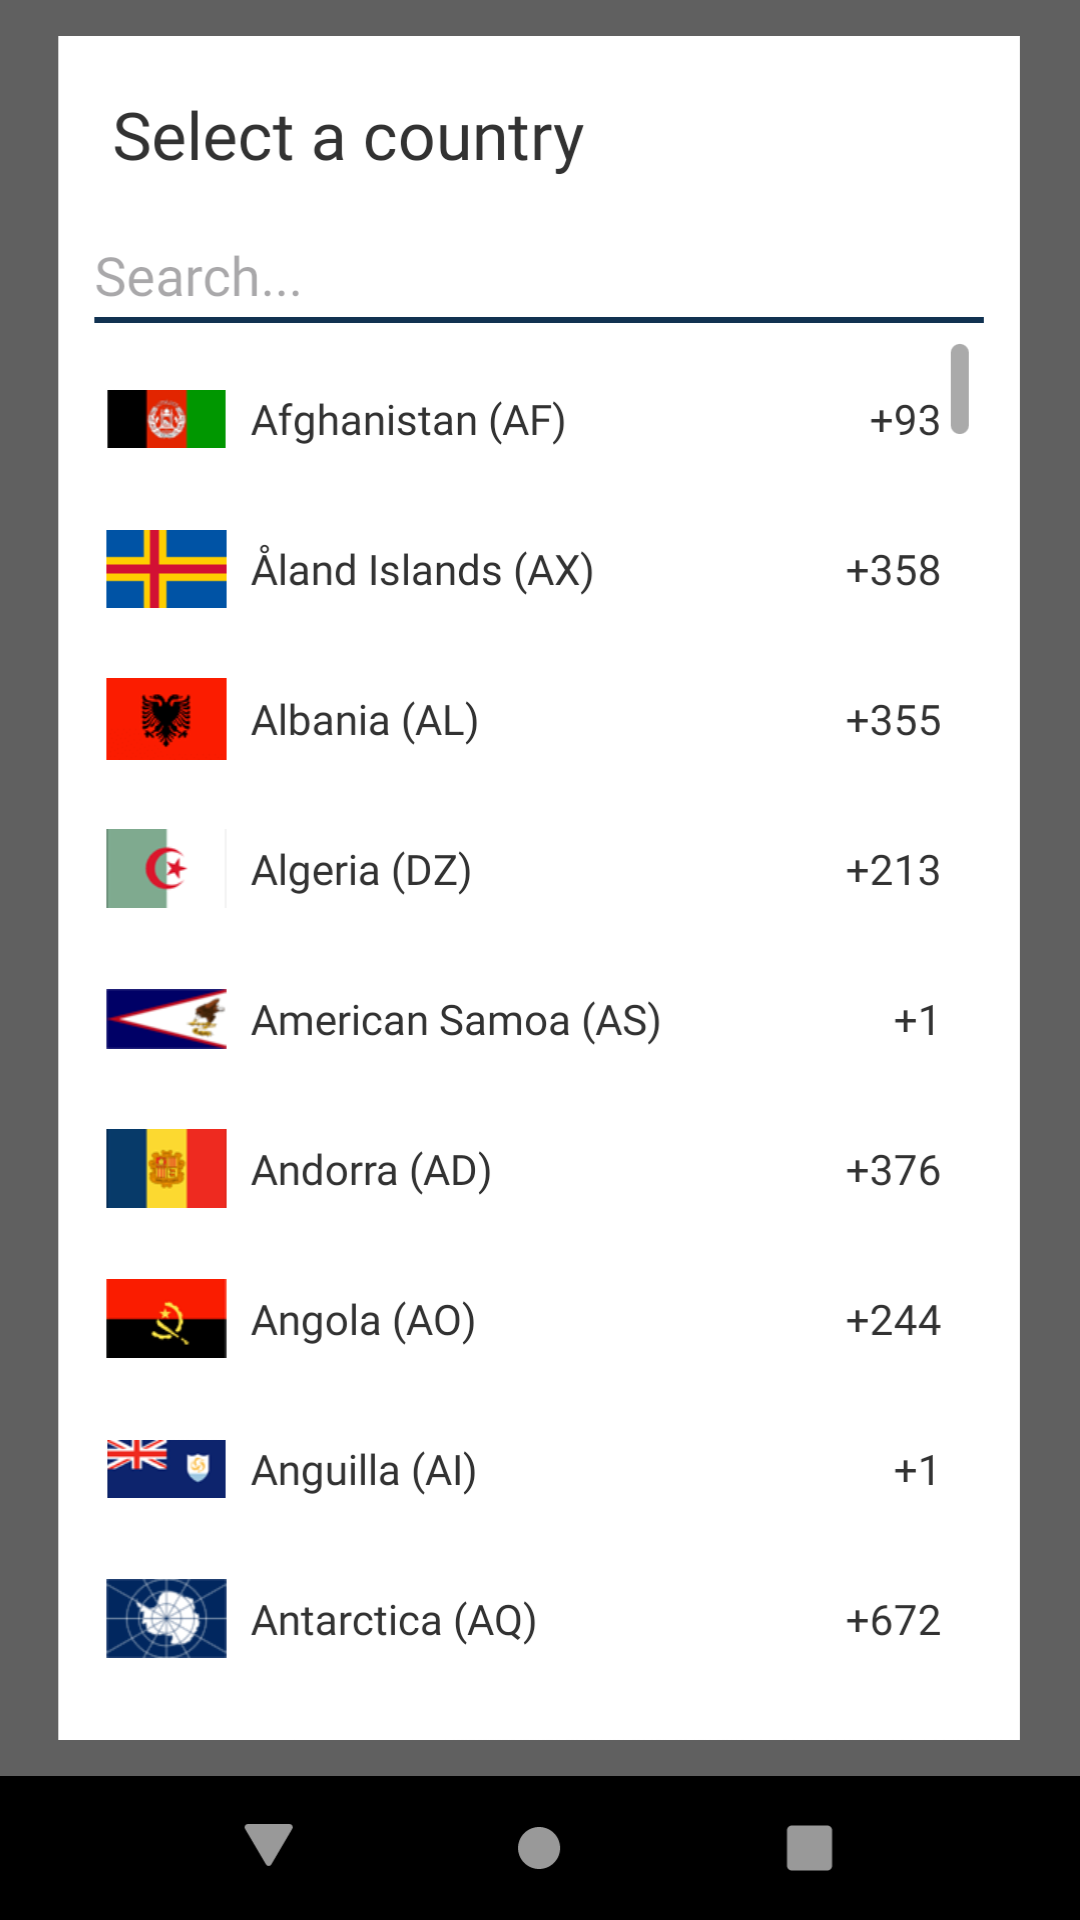 Select a country
Search...
Afghanistan (AF) +93
Åland Islands (AX) +358
Albania (AL) +355
Algeria (DZ) +213
American Samoa (AS) +1
Andorra (AD) +376
Angola (AO) +244
Anguilla (AI) +1
Antarctica (AQ) +672